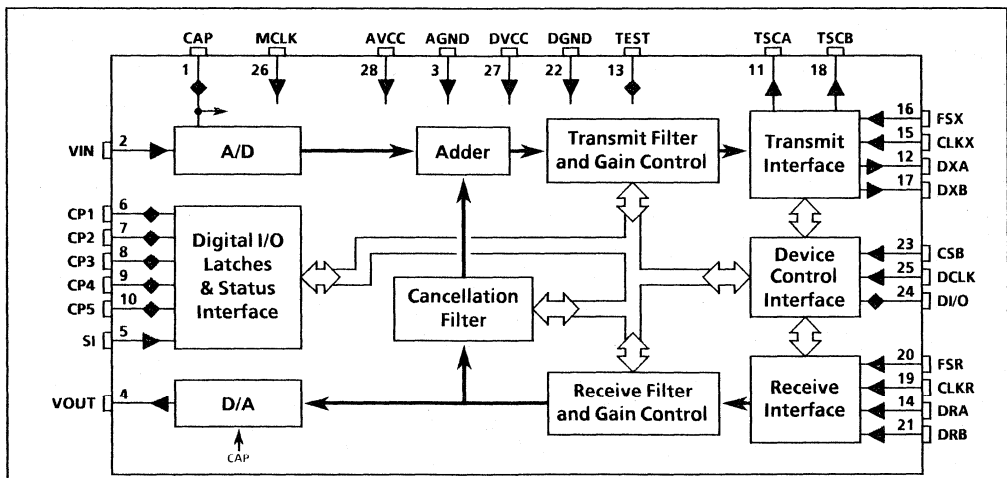 CAP MCLK AVCC AGND DVCC DGND TEST TSCA TSCB
1 26 28 3 27 22 13 11 18
VIN 2
A/D
Adder
Transmit Filter
and Gain Control
Transmit
Interface
16 FSX
15 CLKX
12 DXA
17 DXB
CP1 6
CP2 7
CP3 8
CP4 9
CP5 10
SI 5
Digital I/O
Latches
& Status
Interface
Cancellation
Filter
Device
Control
Interface
23 CSB
25 DCLK
24 DI/O
VOUT 4
D/A
CAP
Receive Filter
and Gain Control
Receive
Interface
20 FSR
19 CLKR
14 DRA
21 DRB